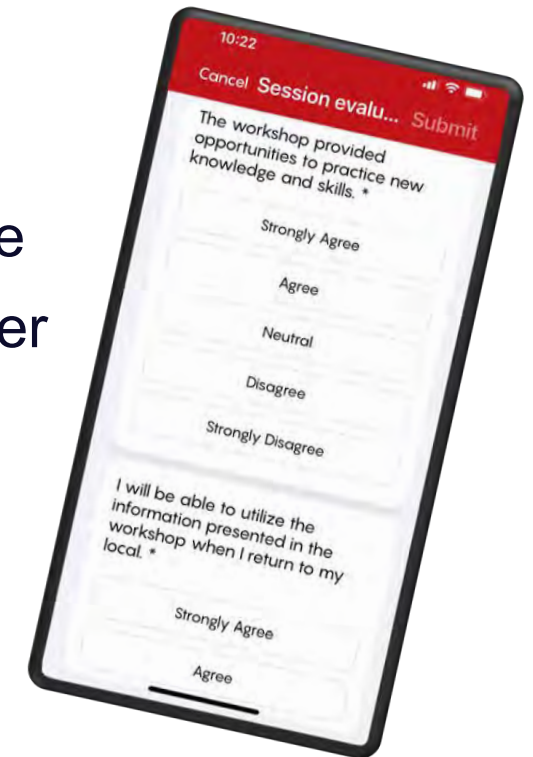 e
er
10:22
Cancel Session evalu... Submit
The workshop provided
opportunities to practice new
knowledge and skills. *
Strongly Agree
Agree
Neutral
Disagree
Strongly Disagree
I will be able to utilize the
information presented in the
workshop when I return to my
local. *
Strongly Agree
Agree